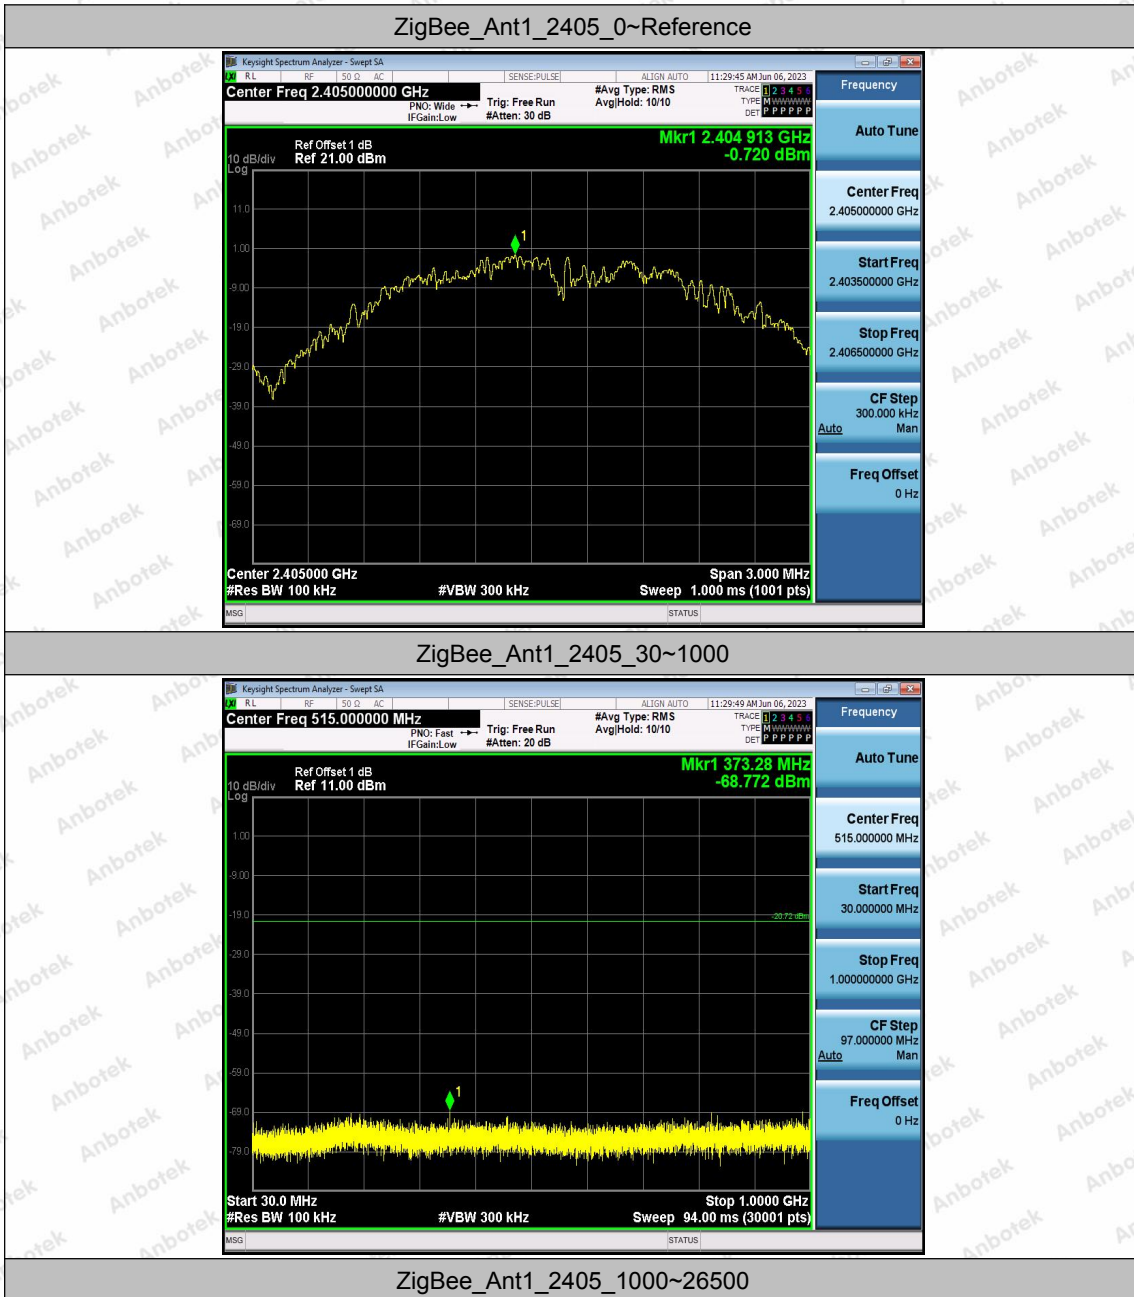 ZigBee_Ant1_2405_0~Reference
Keysight Spectrum Analyzer - Swept SA
LXI RL RF 50 Ω AC SENSE:PULSE ALIGN AUTO 11:29:45 AM Jun 06, 2023
Center Freq 2.405000000 GHz
PNO: Wide
IFGain:Low
Trig: Free Run
#Atten: 30 dB
#Avg Type: RMS
Avg|Hold: 10/10
TRACE 1 2 3 4 5 6
TYPE M WWWWW
DET P P P P P P
Frequency
Mkr1 2.404 913 GHz
-0.720 dBm
Ref Offset 1 dB
10 dB/div Ref 21.00 dBm
Log
11.0
1.00
-9.00
-19.0
-29.0
-39.0
-49.0
-59.0
-69.0
1
Center 2.405000 GHz Span 3.000 MHz
#Res BW 100 kHz #VBW 300 kHz Sweep 1.000 ms (1001 pts)
MSG STATUS
Auto Tune
Center Freq
2.405000000 GHz
Start Freq
2.403500000 GHz
Stop Freq
2.406500000 GHz
CF Step
300.000 kHz
Auto Man
Freq Offset
0 Hz
ZigBee_Ant1_2405_30~1000
Keysight Spectrum Analyzer - Swept SA
LXI RL RF 50 Ω AC SENSE:PULSE ALIGN AUTO 11:29:49 AM Jun 06, 2023
Center Freq 515.000000 MHz
PNO: Fast
IFGain:Low
Trig: Free Run
#Atten: 20 dB
#Avg Type: RMS
Avg|Hold: 10/10
TRACE 1 2 3 4 5 6
TYPE M WWWWW
DET P P P P P P
Frequency
Mkr1 373.28 MHz
-68.772 dBm
Ref Offset 1 dB
10 dB/div Ref 11.00 dBm
Log
1.00
-9.00
-19.0
-29.0
-39.0
-49.0
-59.0
-69.0
-79.0
-20.72 dBm
1
Start 30.0 MHz Stop 1.0000 GHz
#Res BW 100 kHz #VBW 300 kHz Sweep 94.00 ms (30001 pts)
MSG STATUS
Auto Tune
Center Freq
515.000000 MHz
Start Freq
30.000000 MHz
Stop Freq
1.000000000 GHz
CF Step
97.000000 MHz
Auto Man
Freq Offset
0 Hz
ZigBee_Ant1_2405_1000~26500
Anbotek